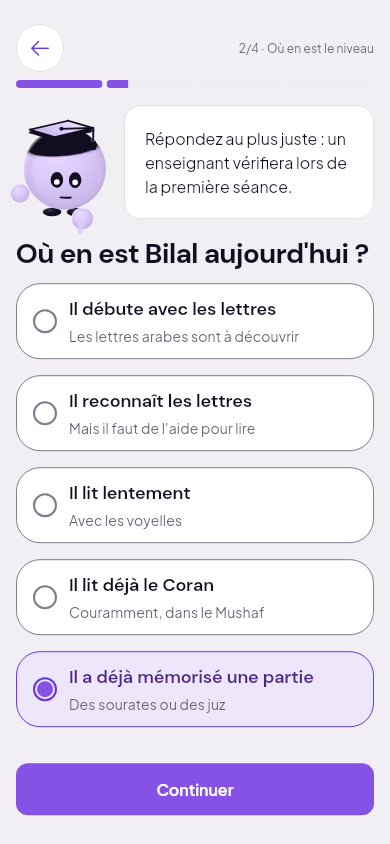 2/4 · Où en est le niveau
Répondez au plus juste : un
enseignant vérifiera lors de
la première séance.
Où en est Bilal aujourd'hui ?
Il débute avec les lettres
Les lettres arabes sont à découvrir
Il reconnaît les lettres
Mais il faut de l'aide pour lire
Il lit lentement
Avec les voyelles
Il lit déjà le Coran
Couramment, dans le Mushaf
Il a déjà mémorisé une partie
Des sourates ou des juz
Continuer